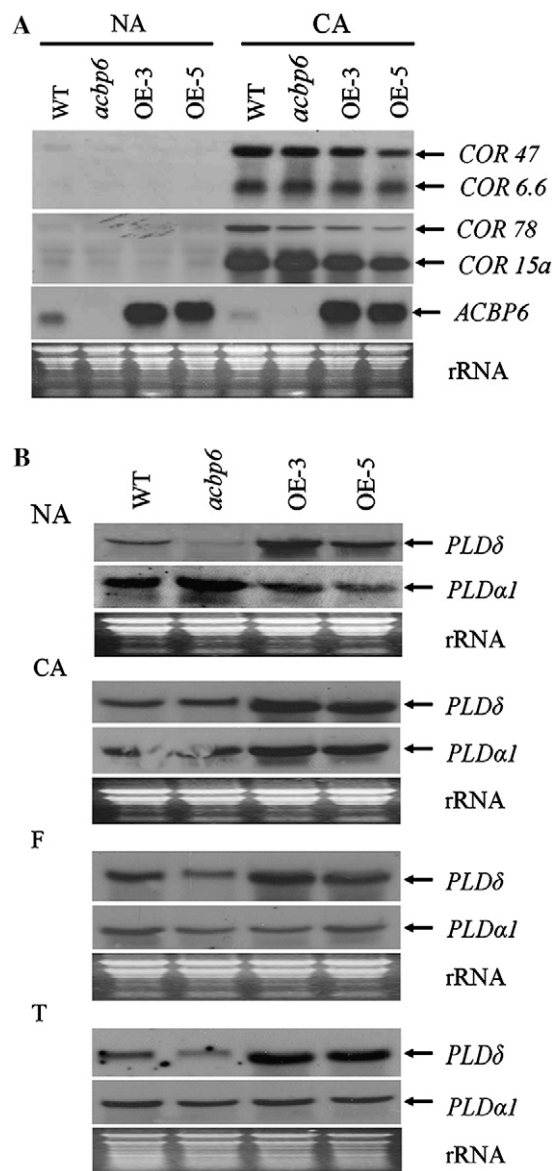 A
NA CA
WT acbp6 OE-3 OE-5 WT acbp6 OE-3 OE-5
COR 47
COR 6.6
COR 78
COR 15a
ACBP6
rRNA
B
WT acbp6 OE-3 OE-5
NA
PLDδ
PLDα1
rRNA
CA
PLDδ
PLDα1
rRNA
F
PLDδ
PLDα1
rRNA
T
PLDδ
PLDα1
rRNA